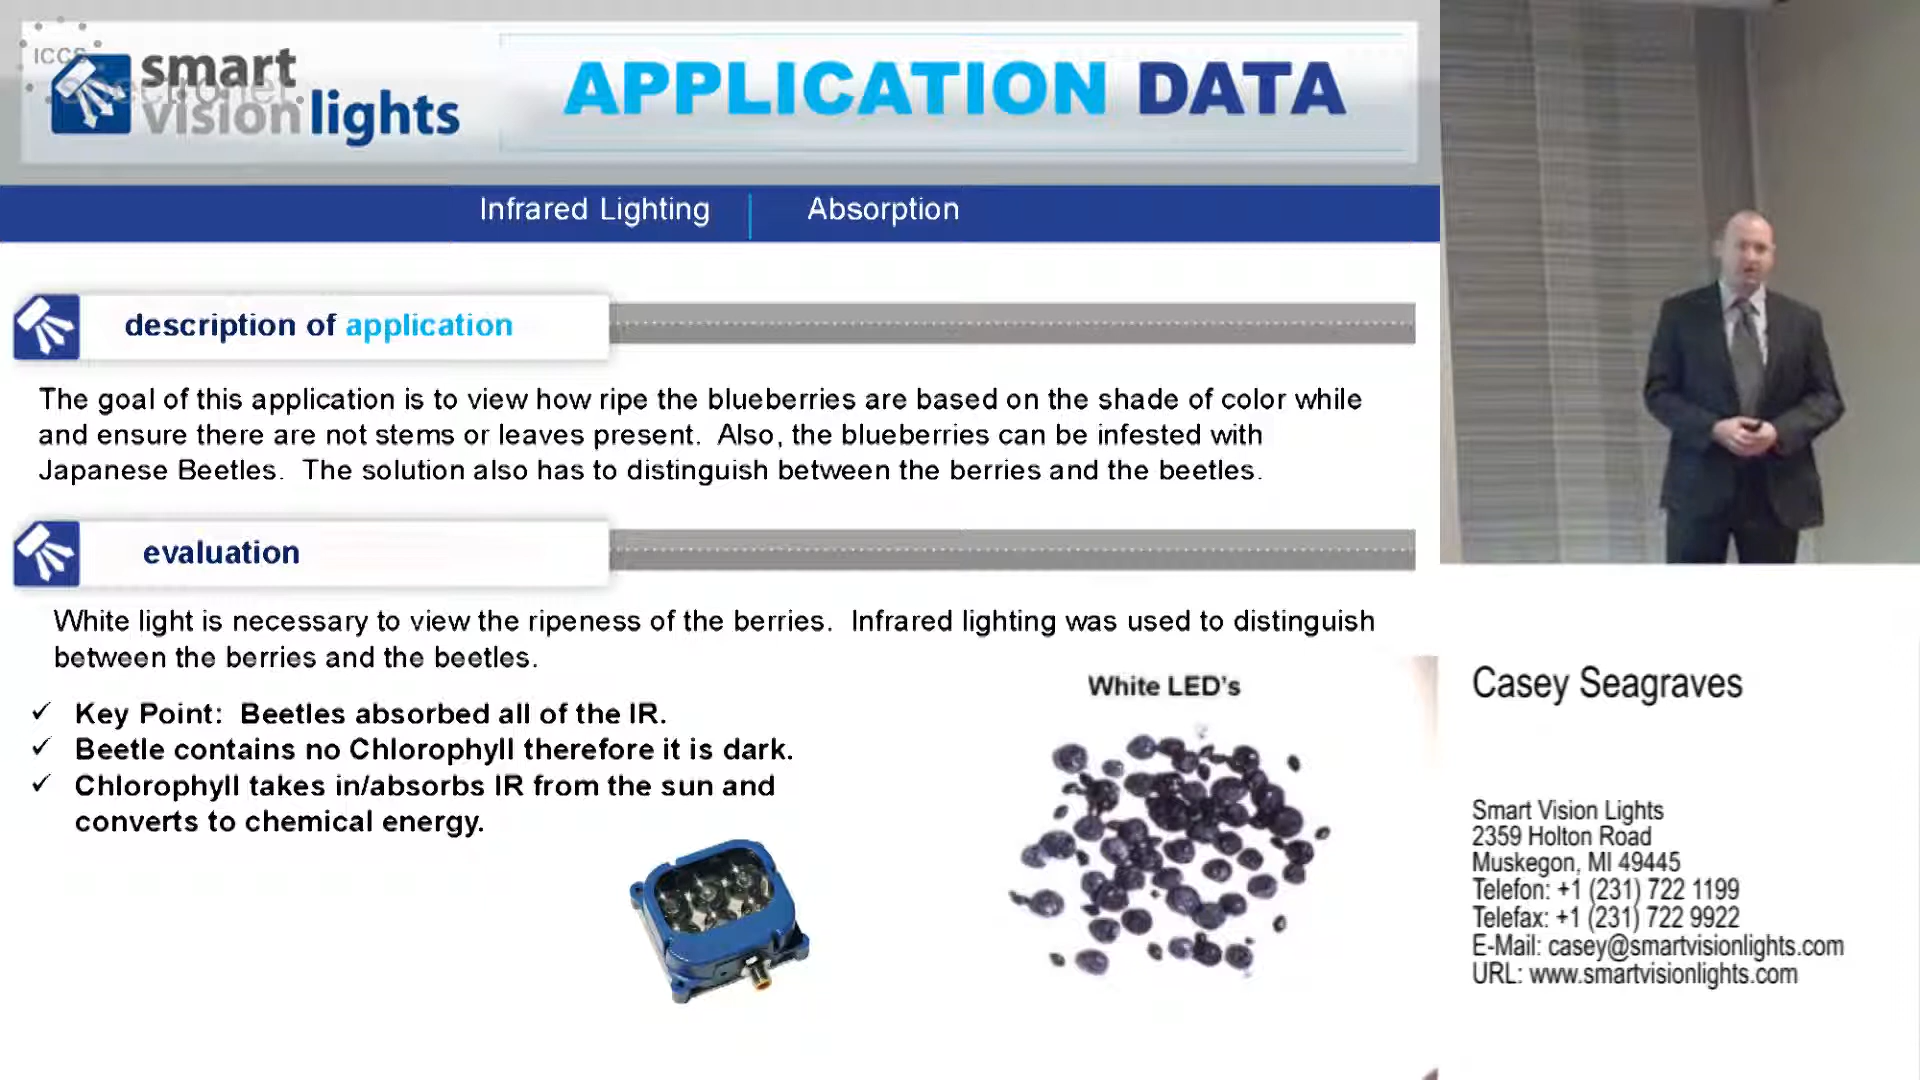 ICCS
smart
vision lights
APPLICATION DATA
Infrared Lighting
Absorption
description of application
The goal of this application is to view how ripe the blueberries are based on the shade of color while
and ensure there are not stems or leaves present.  Also, the blueberries can be infested with
Japanese Beetles.  The solution also has to distinguish between the berries and the beetles.
evaluation
White light is necessary to view the ripeness of the berries.  Infrared lighting was used to distinguish
between the berries and the beetles.
✓ Key Point:  Beetles absorbed all of the IR.
✓ Beetle contains no Chlorophyll therefore it is dark.
✓ Chlorophyll takes in/absorbs IR from the sun and
converts to chemical energy.
White LED's
Casey Seagraves
Smart Vision Lights
2359 Holton Road
Muskegon, MI 49445
Telefon: +1 (231) 722 1199
Telefax: +1 (231) 722 9922
E-Mail: casey@smartvisionlights.com
URL: www.smartvisionlights.com